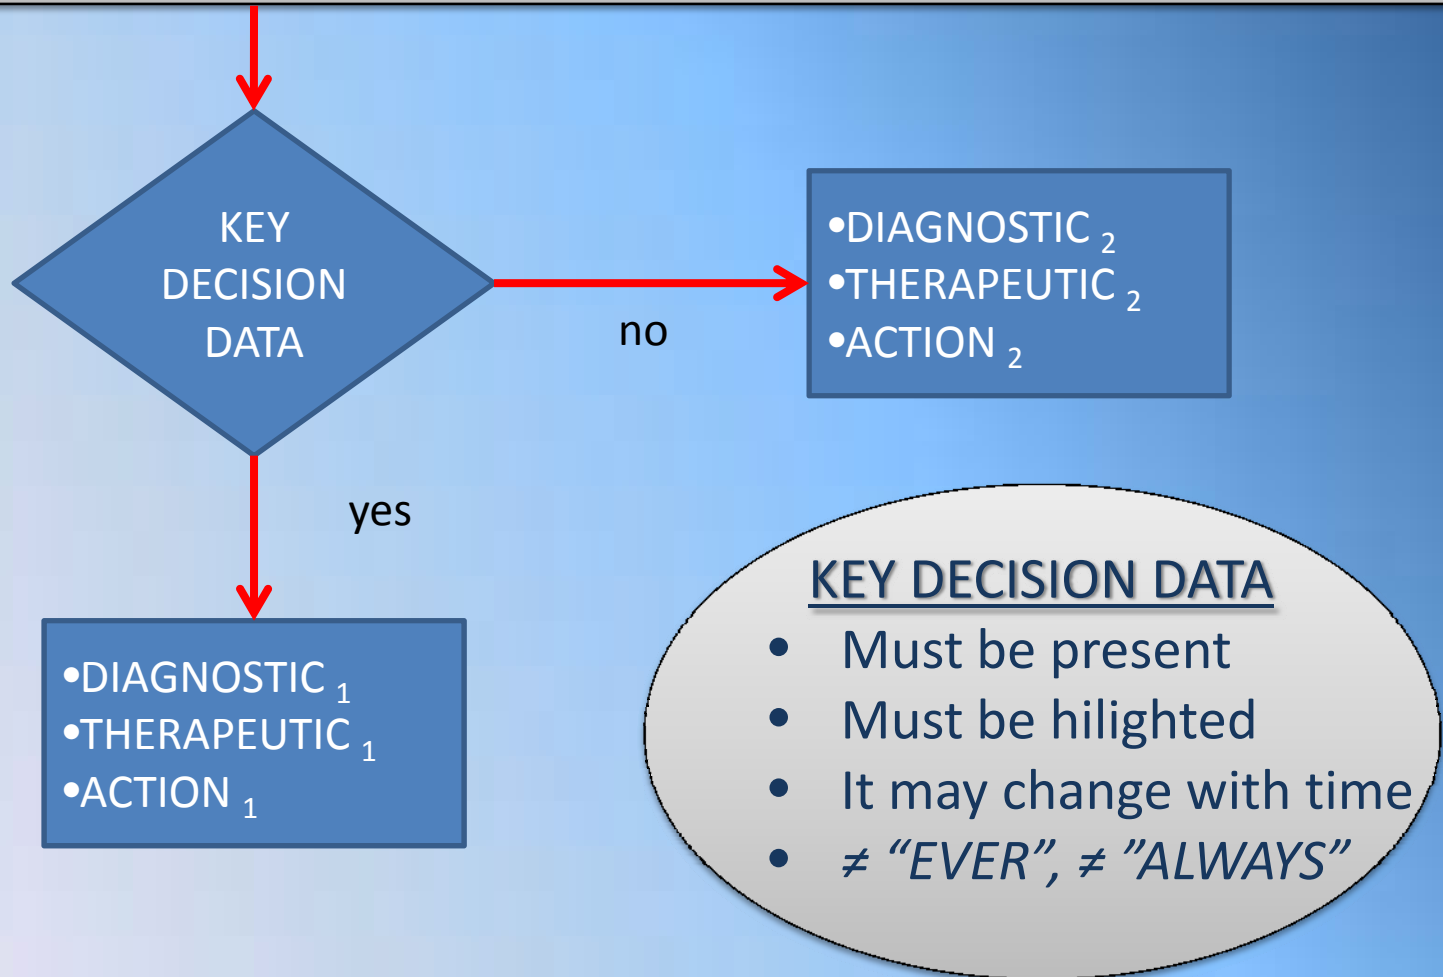 KEY
DECISION
DATA
no
•DIAGNOSTIC 2
•THERAPEUTIC 2
•ACTION 2
yes
•DIAGNOSTIC 1
•THERAPEUTIC 1
•ACTION 1
KEY DECISION DATA
• Must be present
• Must be hilighted
• It may change with time
• ≠ “EVER”, ≠ ”ALWAYS”